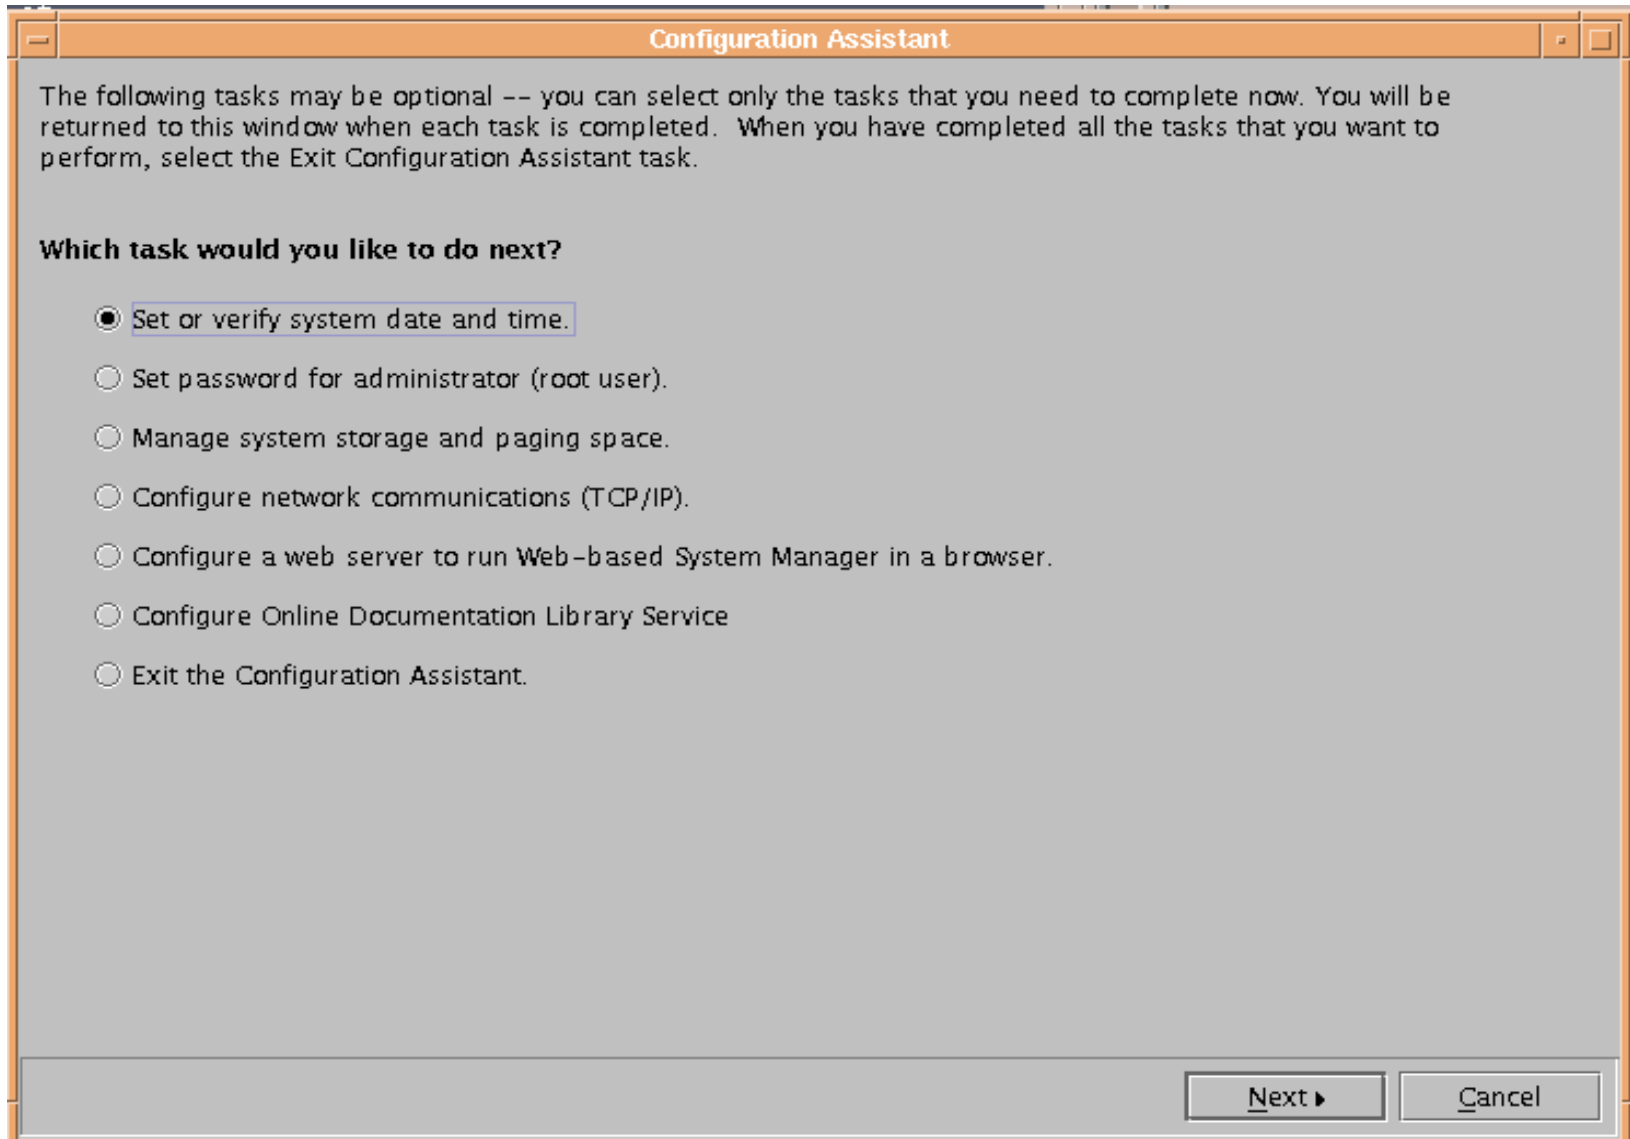 Configuration Assistant
The following tasks may be optional -- you can select only the tasks that you need to complete now. You will be
returned to this window when each task is completed.  When you have completed all the tasks that you want to
perform, select the Exit Configuration Assistant task.
Which task would you like to do next?
Set or verify system date and time.
Set password for administrator (root user).
Manage system storage and paging space.
Configure network communications (TCP/IP).
Configure a web server to run Web-based System Manager in a browser.
Configure Online Documentation Library Service
Exit the Configuration Assistant.
Next Cancel